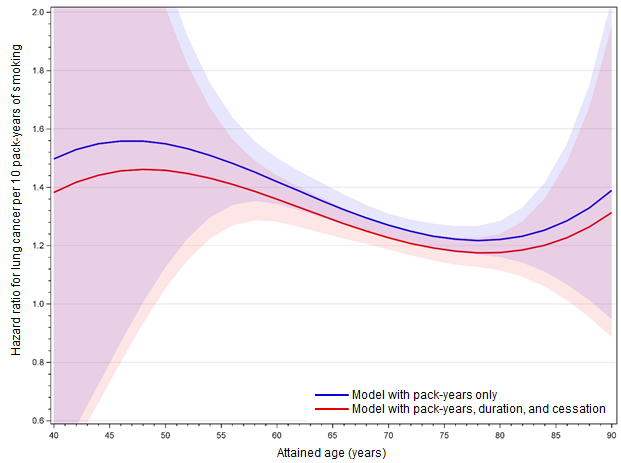 Hazard ratio for lung cancer per 10 pack-years of smoking
2.0
1.8
1.6
1.4
1.2
1.0
0.8
0.6
Model with pack-years only
Model with pack-years, duration, and cessation
40 45 50 55 60 65 70 75 80 85 90
Attained age (years)